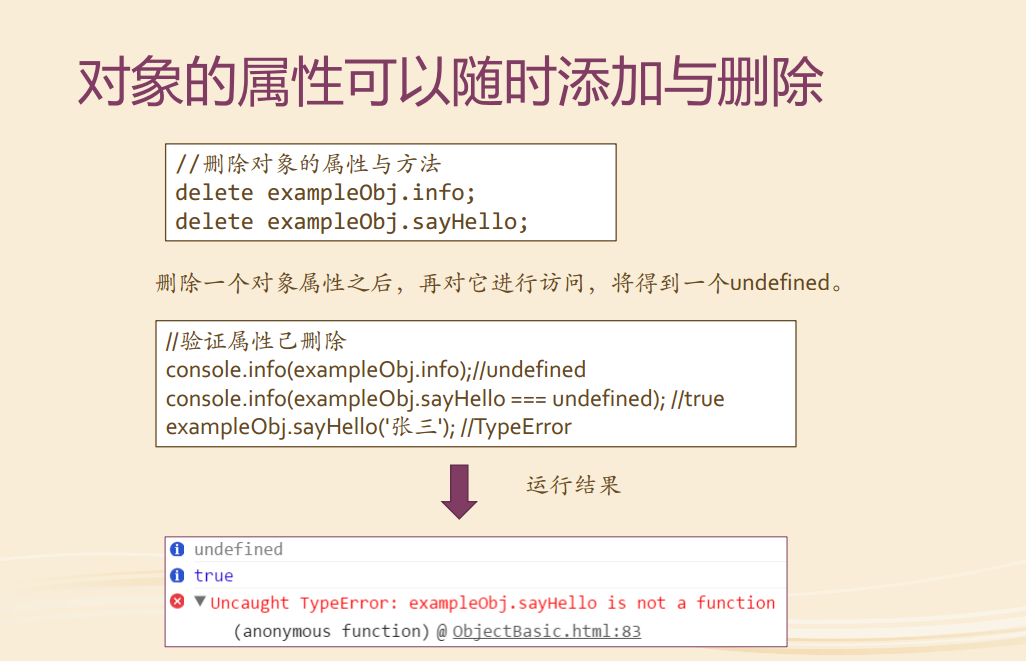 对象的属性可以随时添加与删除
//删除对象的属性与方法
delete exampleObj.info;
delete exampleObj.sayHello;
删除一个对象属性之后，再对它进行访问，将得到一个undefined。
//验证属性己删除
console.info(exampleObj.info);//undefined
console.info(exampleObj.sayHello === undefined); //true
exampleObj.sayHello('张三'); //TypeError
运行结果
undefined
true
Uncaught TypeError: exampleObj.sayHello is not a function
(anonymous function) @ ObjectBasic.html:83